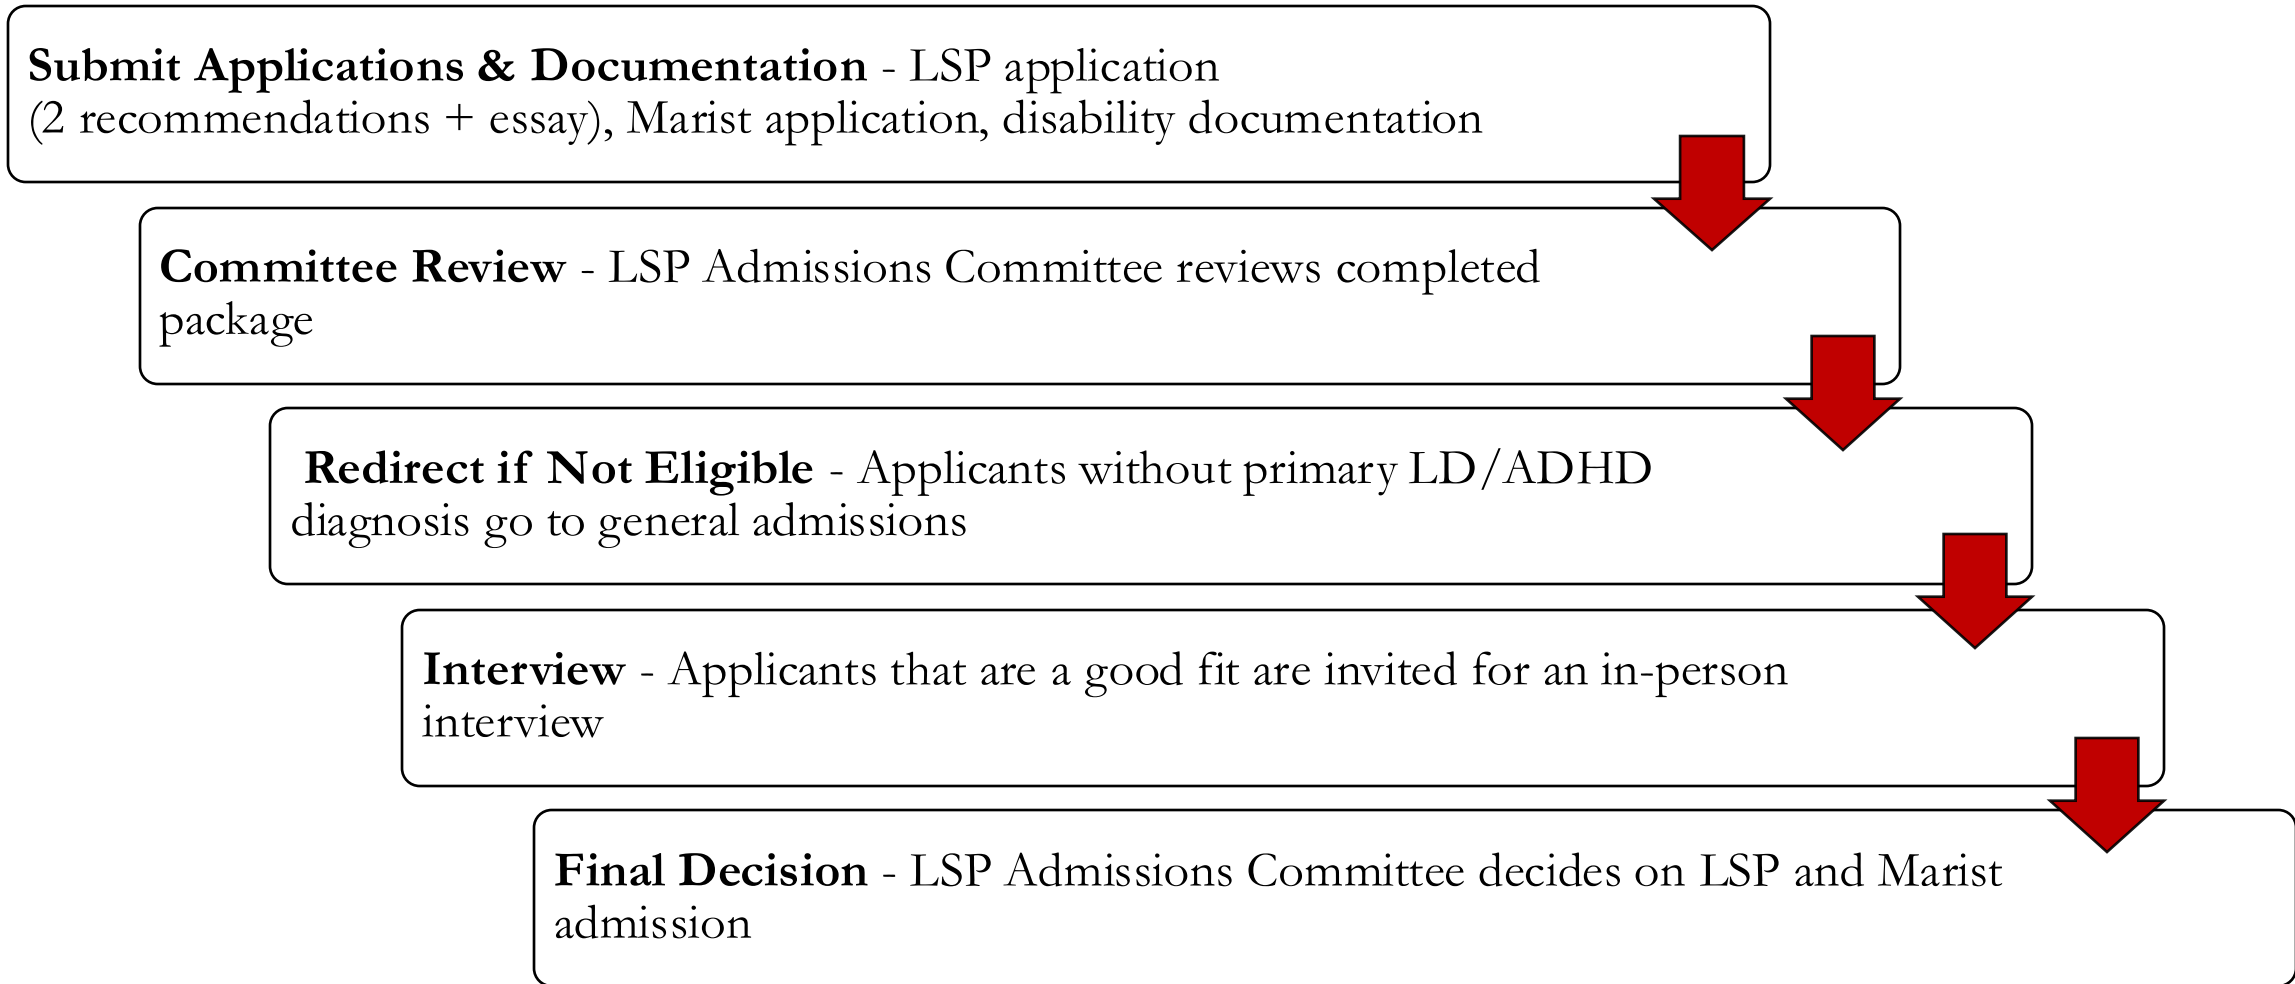 Submit Applications & Documentation - LSP application
(2 recommendations + essay), Marist application, disability documentation
Committee Review - LSP Admissions Committee reviews completed
package
Redirect if Not Eligible - Applicants without primary LD/ADHD
diagnosis go to general admissions
Interview - Applicants that are a good fit are invited for an in-person
interview
Final Decision - LSP Admissions Committee decides on LSP and Marist
admission